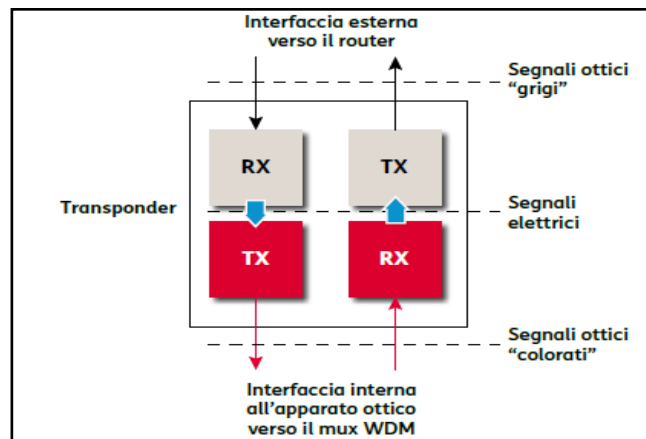 Interfaccia esterna
verso il router
Segnali ottici
“grigi”
RX
TX
Transponder
Segnali
elettrici
TX
RX
Segnali ottici
“colorati”
Interfaccia interna
all’apparato ottico
verso il mux WDM